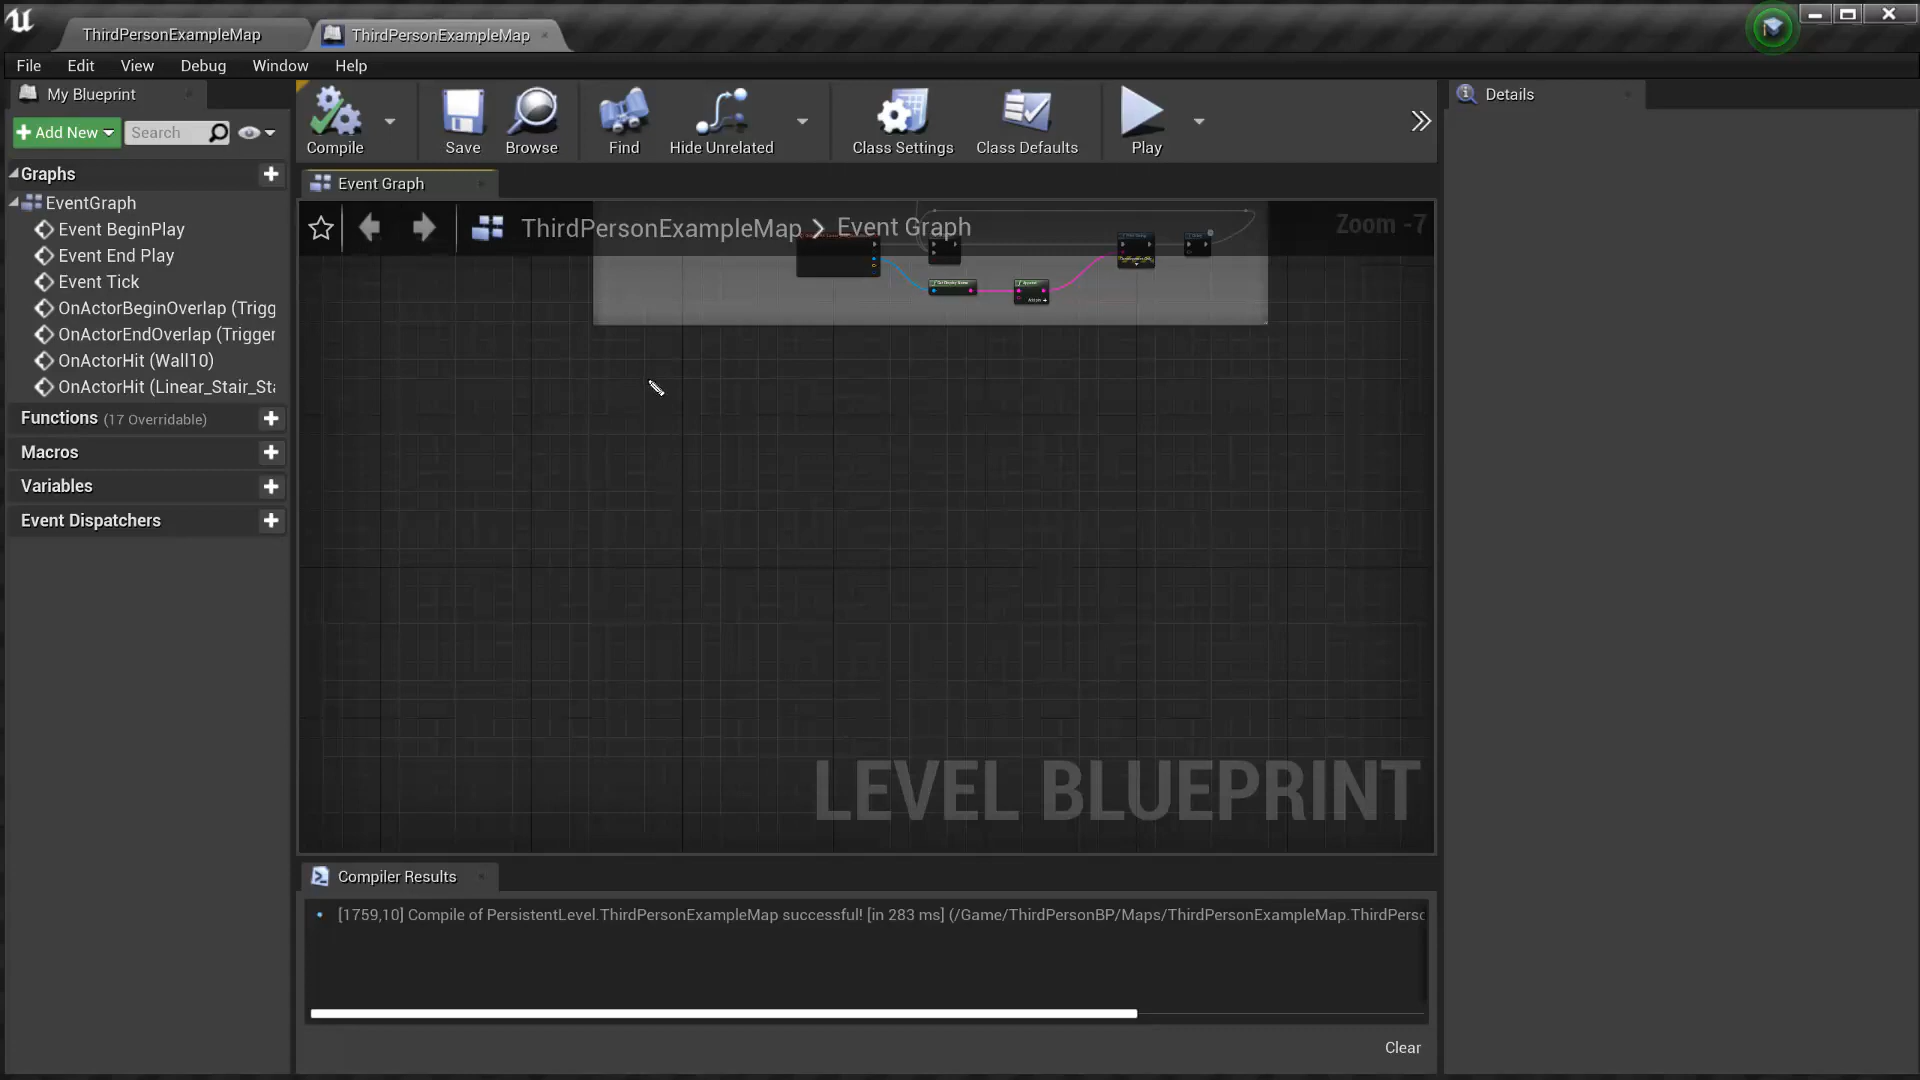 ThirdPersonExampleMap
ThirdPersonExampleMap
File Edit View Debug Window Help
My Blueprint
Details
Add New
Search
Compile
Save
Browse
Find
Hide Unrelated
Class Settings
Class Defaults
Play
Graphs
Event Graph
EventGraph
Event BeginPlay
Event End Play
Event Tick
OnActorBeginOverlap (Trigg
OnActorEndOverlap (Trigger
OnActorHit (Wall10)
OnActorHit (Linear_Stair_Sta
Functions (17 Overridable)
Macros
Variables
Event Dispatchers
ThirdPersonExampleMap > Event Graph
Zoom -7
LEVEL BLUEPRINT
Compiler Results
[1759,10] Compile of PersistentLevel.ThirdPersonExampleMap successful! [in 283 ms] (/Game/ThirdPersonBP/Maps/ThirdPersonExampleMap.ThirdPerso
Clear